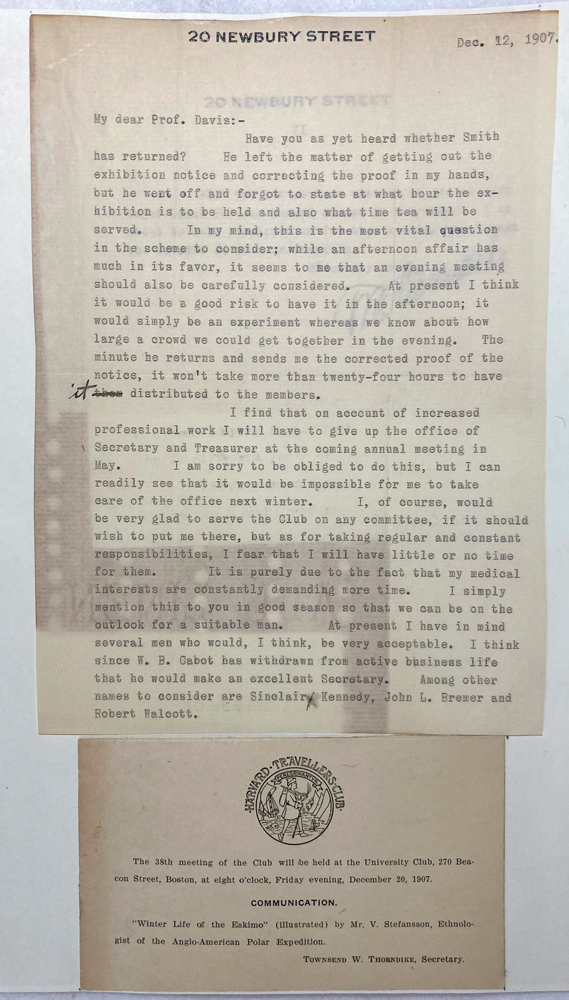 20 NEWBURY STREET
Dec. 12, 1907.
20 NEWBURY STREET
My dear Prof. Davis:-
Have you as yet heard whether Smith
has returned? He left the matter of getting out the
exhibition notice and correcting the proof in my hands,
but he went off and forgot to state at what hour the ex-
hibition is to be held and also what time tea will be
served. In my mind, this is the most vital question
in the scheme to consider; while an afternoon affair has
much in its favor, it seems to me that an evening meeting
should also be carefully considered. At present I think
it would be a good risk to have it in the afternoon; it
would simply be an experiment whereas we know about how
large a crowd we could get together in the evening. The
minute he returns and sends me the corrected proof of the
notice, it won't take more than twenty-four hours to have
it them distributed to the members.
I find that on account of increased
professional work I will have to give up the office of
Secretary and Treasurer at the coming annual meeting in
May. I am sorry to be obliged to do this, but I can
readily see that it would be impossible for me to take
care of the office next winter. I, of course, would
be very glad to serve the Club on any committee, if it should
wish to put me there, but as for taking regular and constant
responsibilities, I fear that I will have little or no time
for them. It is purely due to the fact that my medical
interests are constantly demanding more time. I simply
mention this to you in good season so that we can be on the
outlook for a suitable man. At present I have in mind
several men who would, I think, be very acceptable. I think
since W. B. Cabot has withdrawn from active business life
that he would make an excellent Secretary. Among other
names to consider are Sinclair Kennedy, John L. Bremer and
Robert Walcott.
HARVARD·TRAVELLERS·CLUB
The 38th meeting of the Club will be held at the University Club, 270 Bea-
con Street, Boston, at eight o'clock, Friday evening, December 20, 1907.
COMMUNICATION.
"Winter Life of the Eskimo" (illustrated) by Mr. V. Stefansson, Ethnolo-
gist of the Anglo-American Polar Expedition.
TOWNSEND W. THORNDIKE, Secretary.